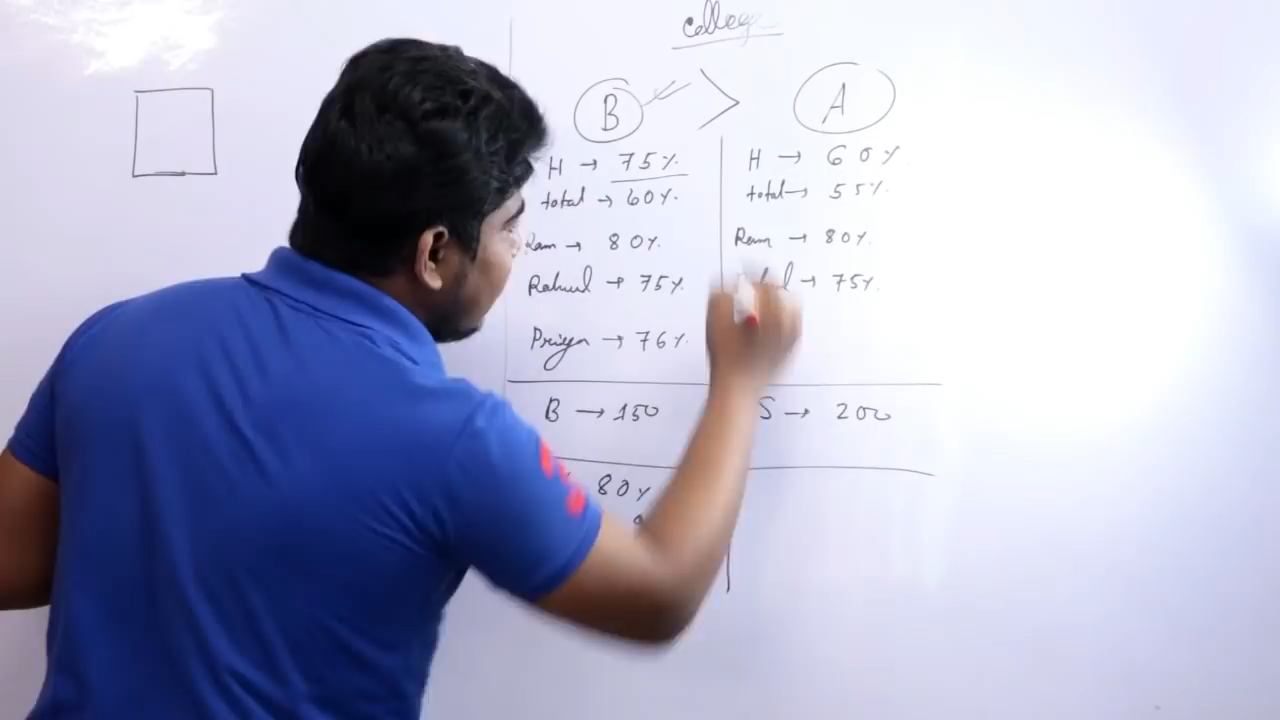 college
B > A
H → 75% H → 60%
total → 60% total → 55%
Ram → 80% Ram → 80%
Rahul → 75% → 75%
Priya → 76%
B → 150 S → 200
80%